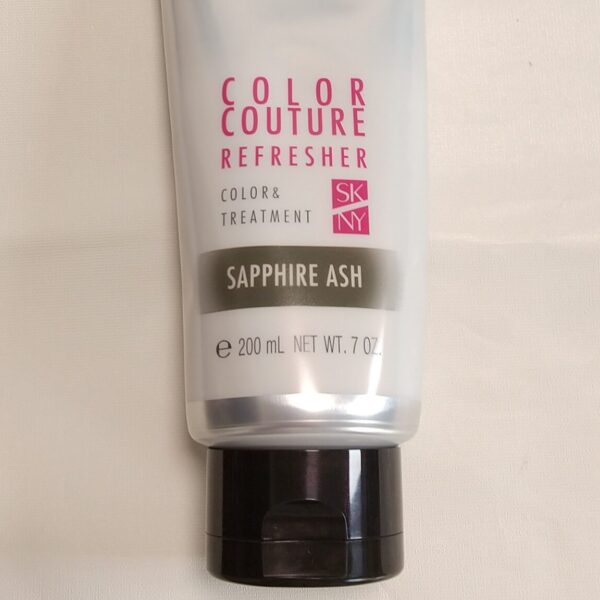 COLOR
COUTURE
REFRESHER
COLOR&
TREATMENT
SK
NY
SAPPHIRE ASH
℮ 200 mL NET WT. 7 OZ.